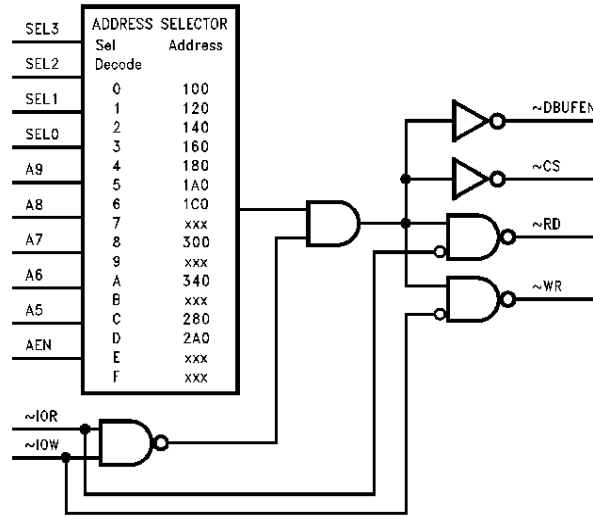 SEL3
SEL2
SEL1
SEL0
A9
A8
A7
A6
A5
AEN
~IOR
~IOW
ADDRESS SELECTOR
Sel Address
Decode
0 100
1 120
2 140
3 160
4 180
5 1A0
6 1C0
7 xxx
8 300
9 xxx
A 340
B xxx
C 280
D 2A0
E xxx
F xxx
~DBUFEN
~CS
~RD
~WR